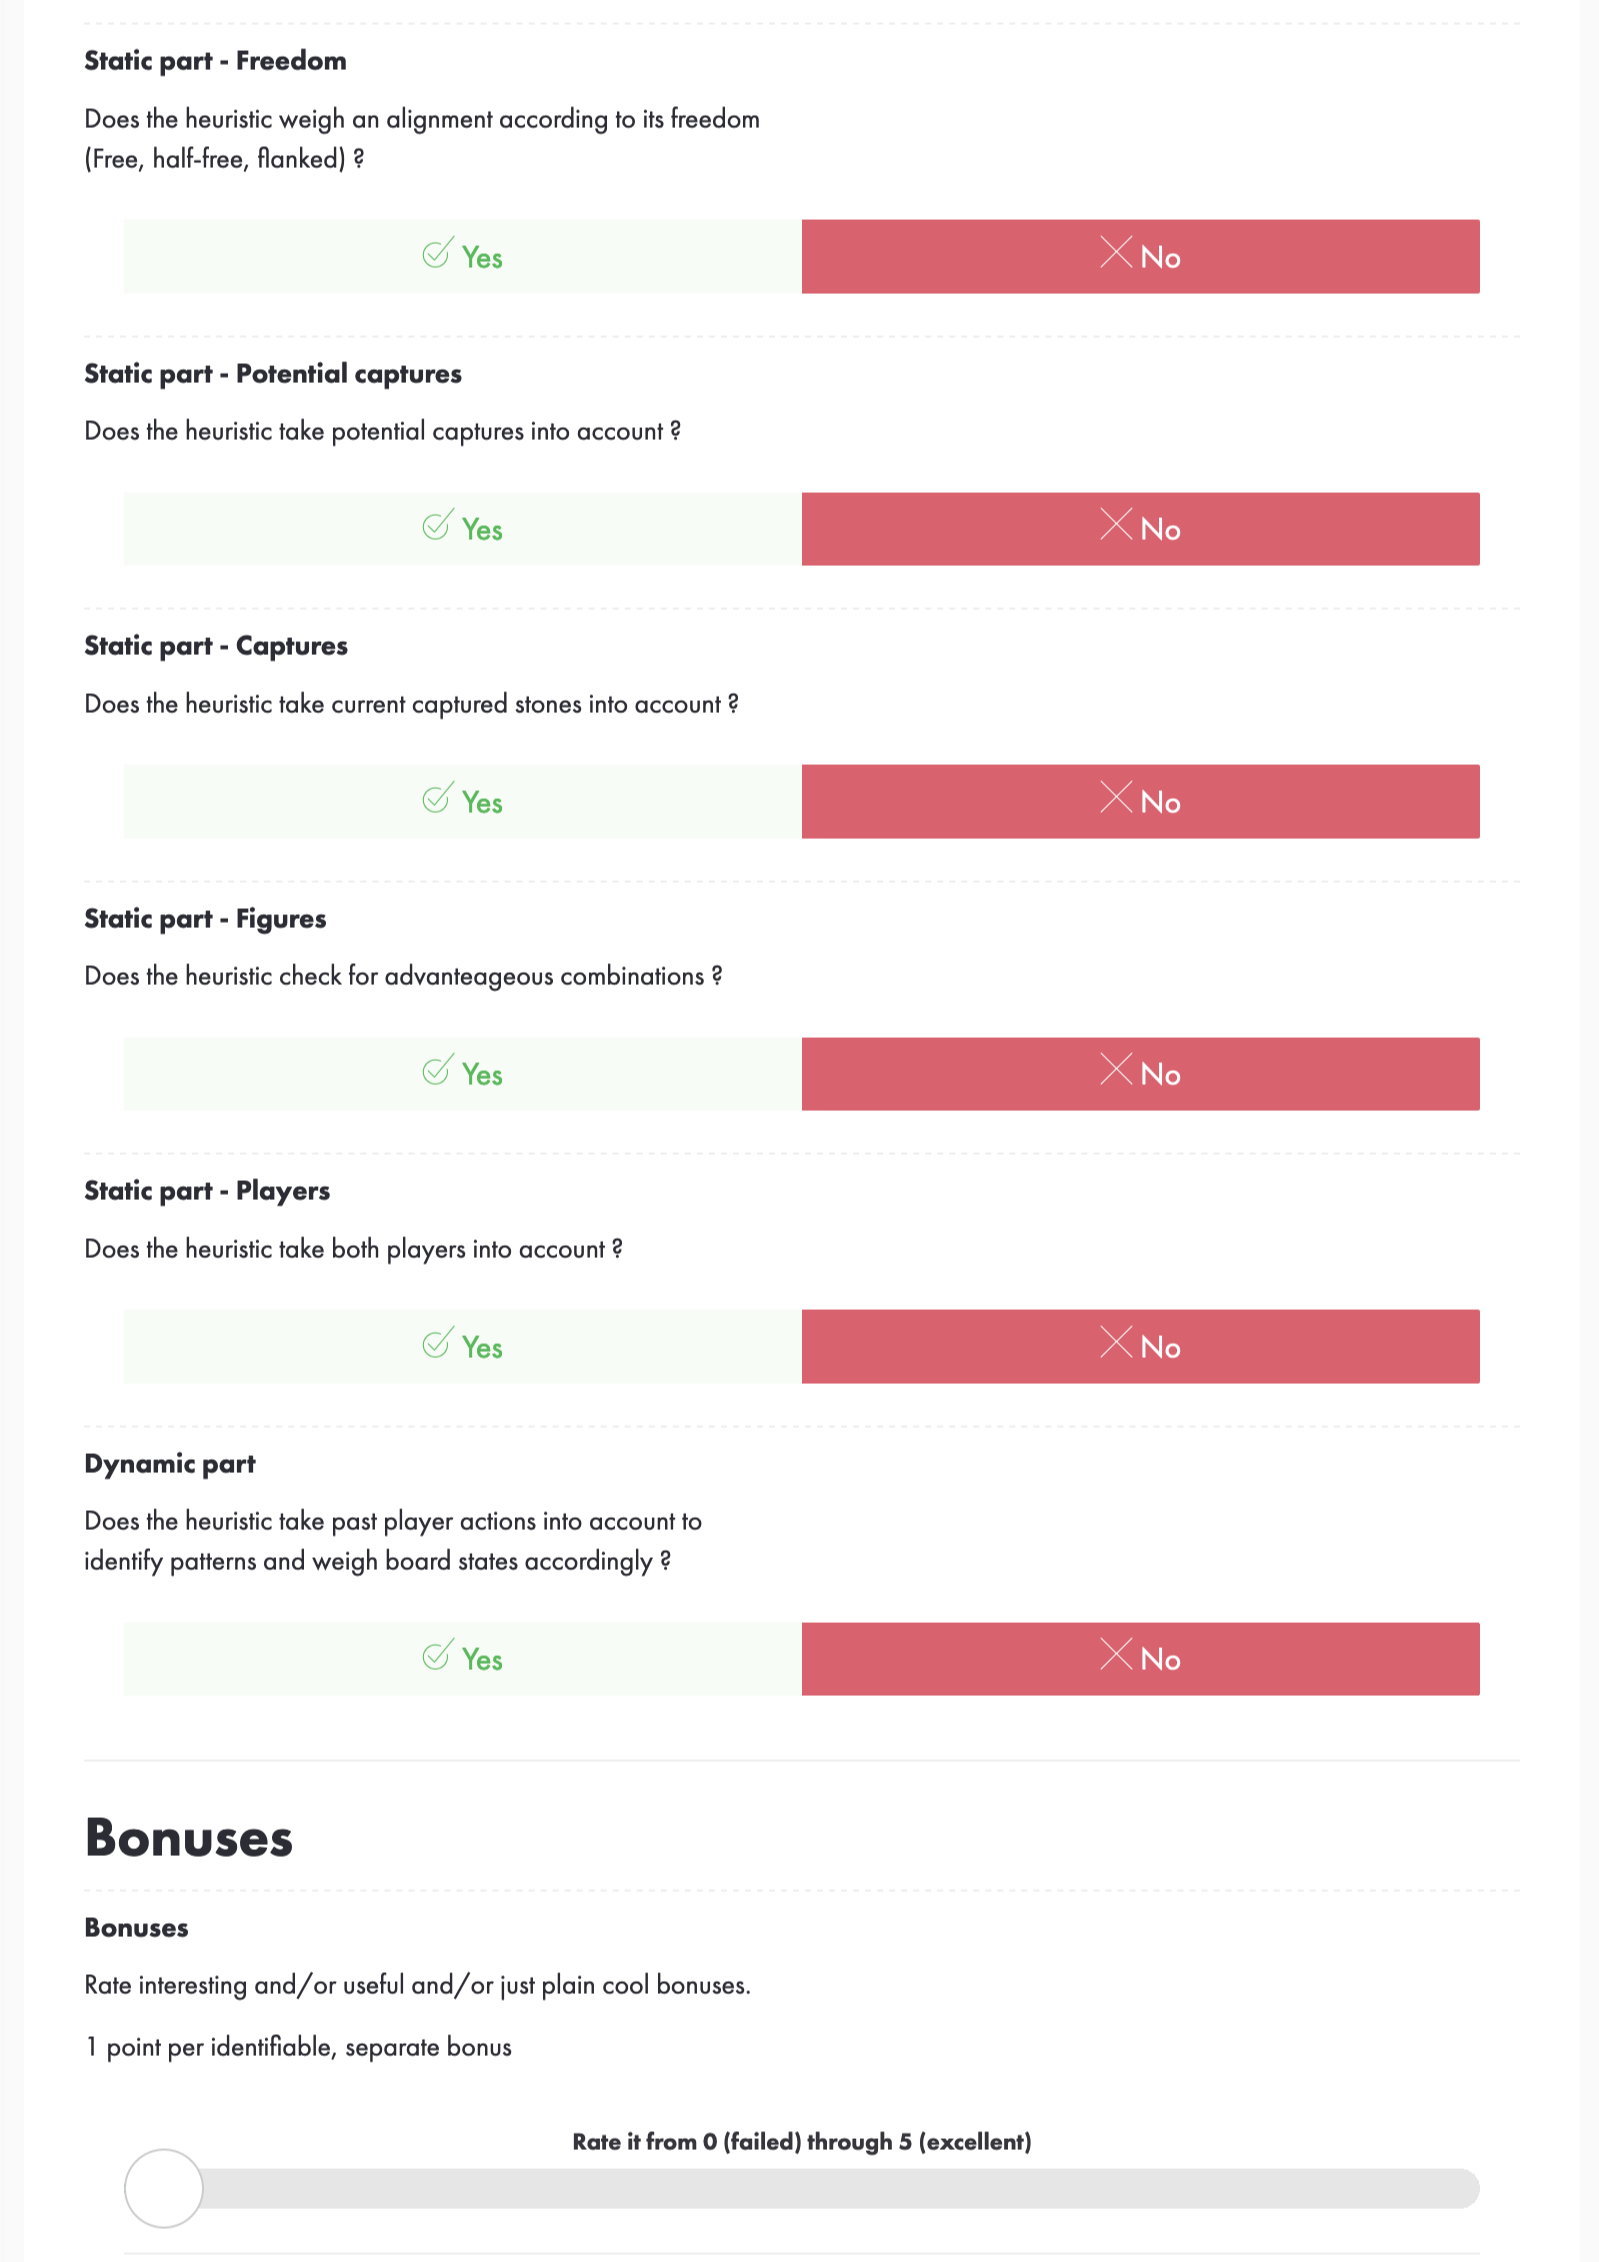 Static part - Freedom
Does the heuristic weigh an alignment according to its freedom
(Free, half-free, flanked) ?
Yes
No
Static part - Potential captures
Does the heuristic take potential captures into account ?
Yes
No
Static part - Captures
Does the heuristic take current captured stones into account ?
Yes
No
Static part - Figures
Does the heuristic check for advanteageous combinations ?
Yes
No
Static part - Players
Does the heuristic take both players into account ?
Yes
No
Dynamic part
Does the heuristic take past player actions into account to
identify patterns and weigh board states accordingly ?
Yes
No
Bonuses
Bonuses
Rate interesting and/or useful and/or just plain cool bonuses.
1 point per identifiable, separate bonus
Rate it from 0 (failed) through 5 (excellent)